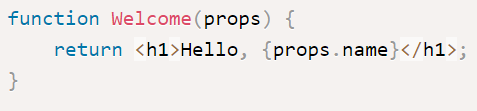 function Welcome(props) {
    return <h1>Hello, {props.name}</h1>;
}